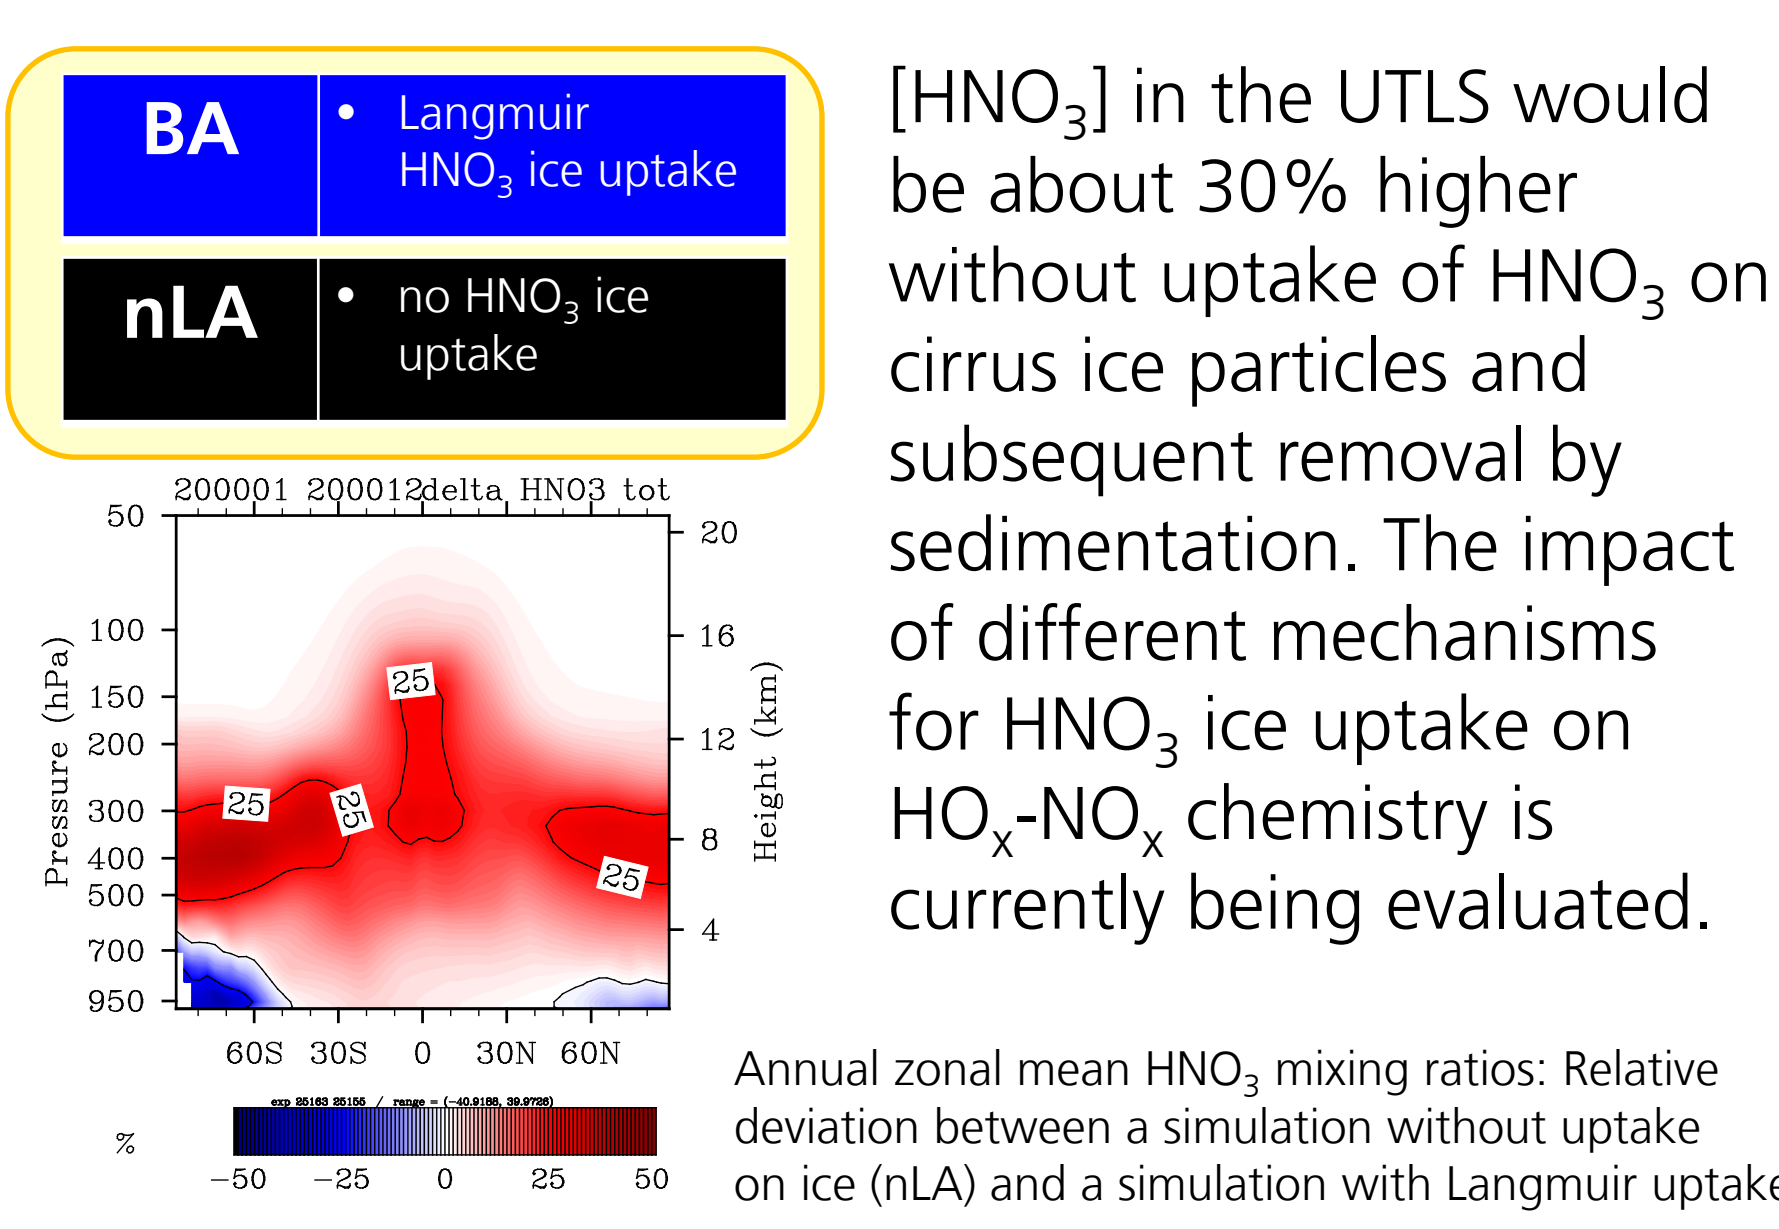 BA
• Langmuir
HNO₃ ice uptake
nLA
• no HNO₃ ice
uptake
[HNO₃] in the UTLS would
be about 30% higher
without uptake of HNO₃ on
cirrus ice particles and
subsequent removal by
sedimentation. The impact
of different mechanisms
for HNO₃ ice uptake on
HOₓ-NOₓ chemistry is
currently being evaluated.
200001 200012delta HNO3 tot
Pressure (hPa)
50
100
150
200
300
400
500
700
950
20
16
12
8
4
Height (km)
25
25
25
25
60S 30S 0 30N 60N
exp 25163 25155 / range = (-40.9188, 39.9726)
%
-50 -25 0 25 50
Annual zonal mean HNO₃ mixing ratios: Relative
deviation between a simulation without uptake
on ice (nLA) and a simulation with Langmuir uptake